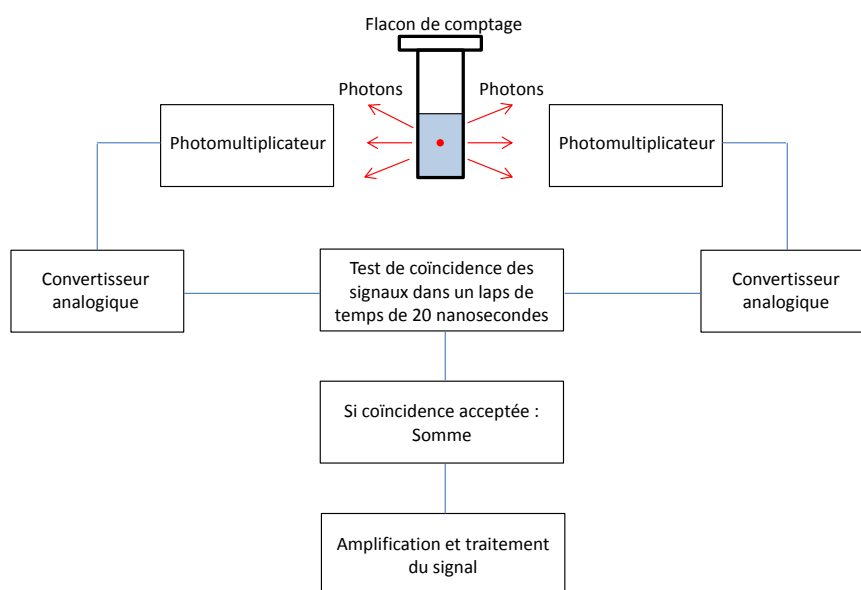 Flacon de comptage
Photons
Photons
Photomultiplicateur
Photomultiplicateur
Convertisseur
analogique
Test de coïncidence des
signaux dans un laps de
temps de 20 nanosecondes
Convertisseur
analogique
Si coïncidence acceptée :
Somme
Amplification et traitement
du signal